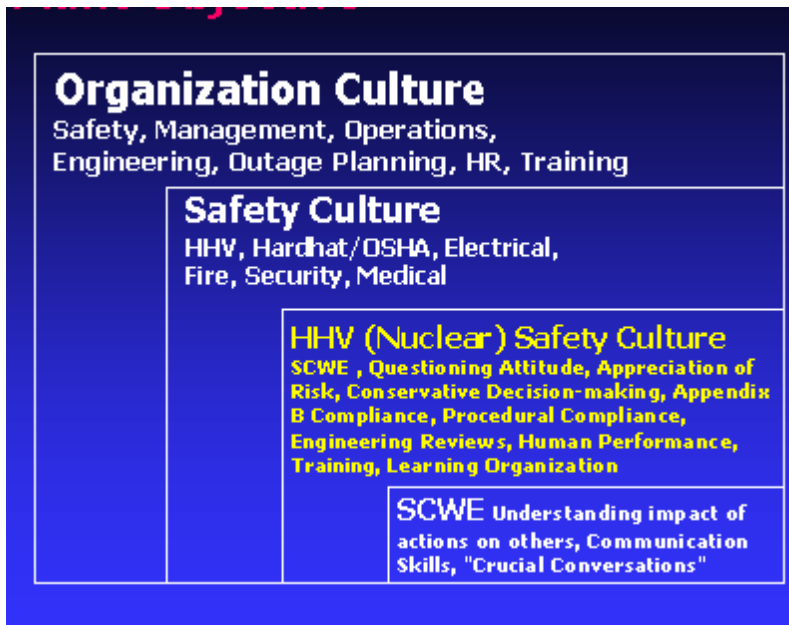 Organization Culture
Safety, Management, Operations,
Engineering, Outage Planning, HR, Training
Safety Culture
HHV, Hardhat/OSHA, Electrical,
Fire, Security, Medical
HHV (Nuclear) Safety Culture
SCWE , Questioning Attitude, Appreciation of
Risk, Conservative Decision-making, Appendix
B Compliance, Procedural Compliance,
Engineering Reviews, Human Performance,
Training, Learning Organization
SCWE Understanding impact of
actions on others, Communication
Skills, "Crucial Conversations"